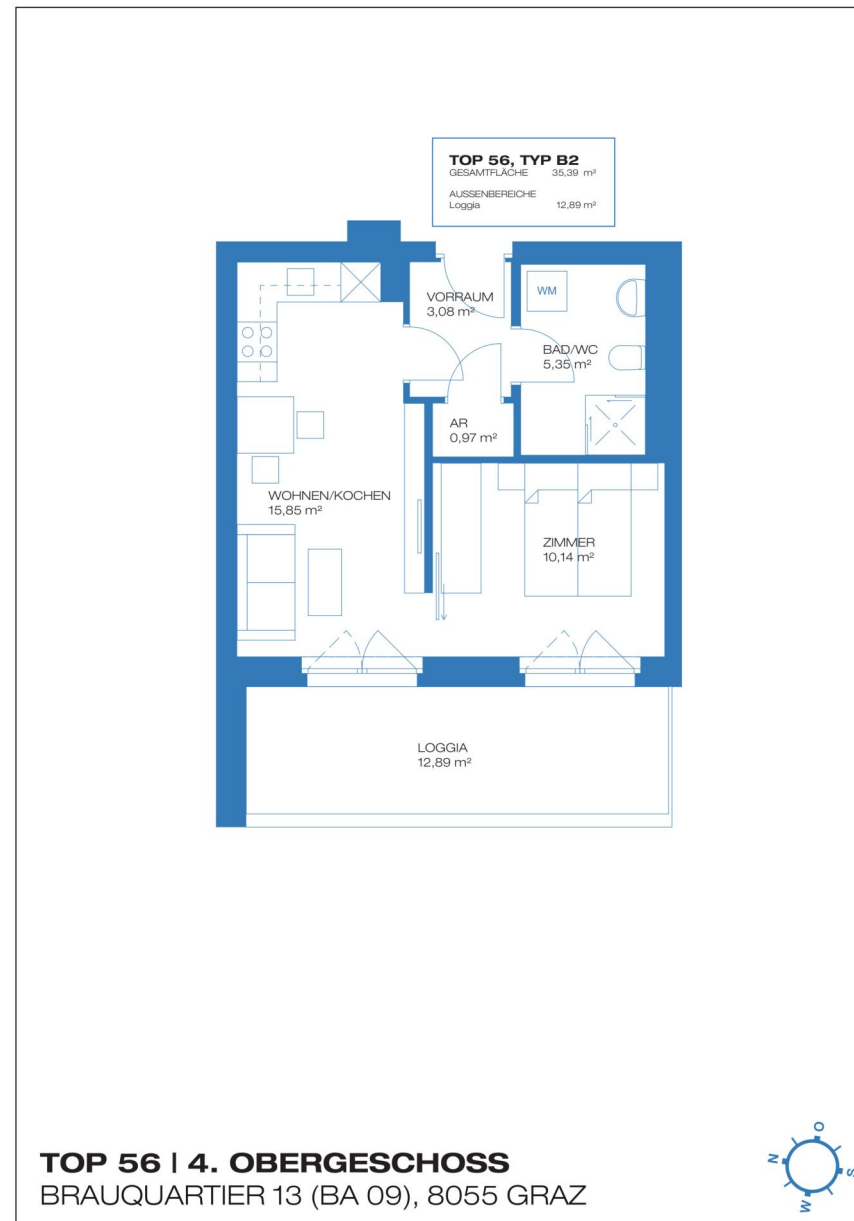 TOP 56, TYP B2
GESAMTFLÄCHE 35,39 m²
AUSSENBEREICHE
Loggia 12,89 m²
VORRAUM
3,08 m²
WM
BAD/WC
5,35 m²
AR
0,97 m²
WOHNEN/KOCHEN
15,85 m²
ZIMMER
10,14 m²
LOGGIA
12,89 m²
TOP 56 | 4. OBERGESCHOSS
BRAUQUARTIER 13 (BA 09), 8055 GRAZ
O
N
S
W